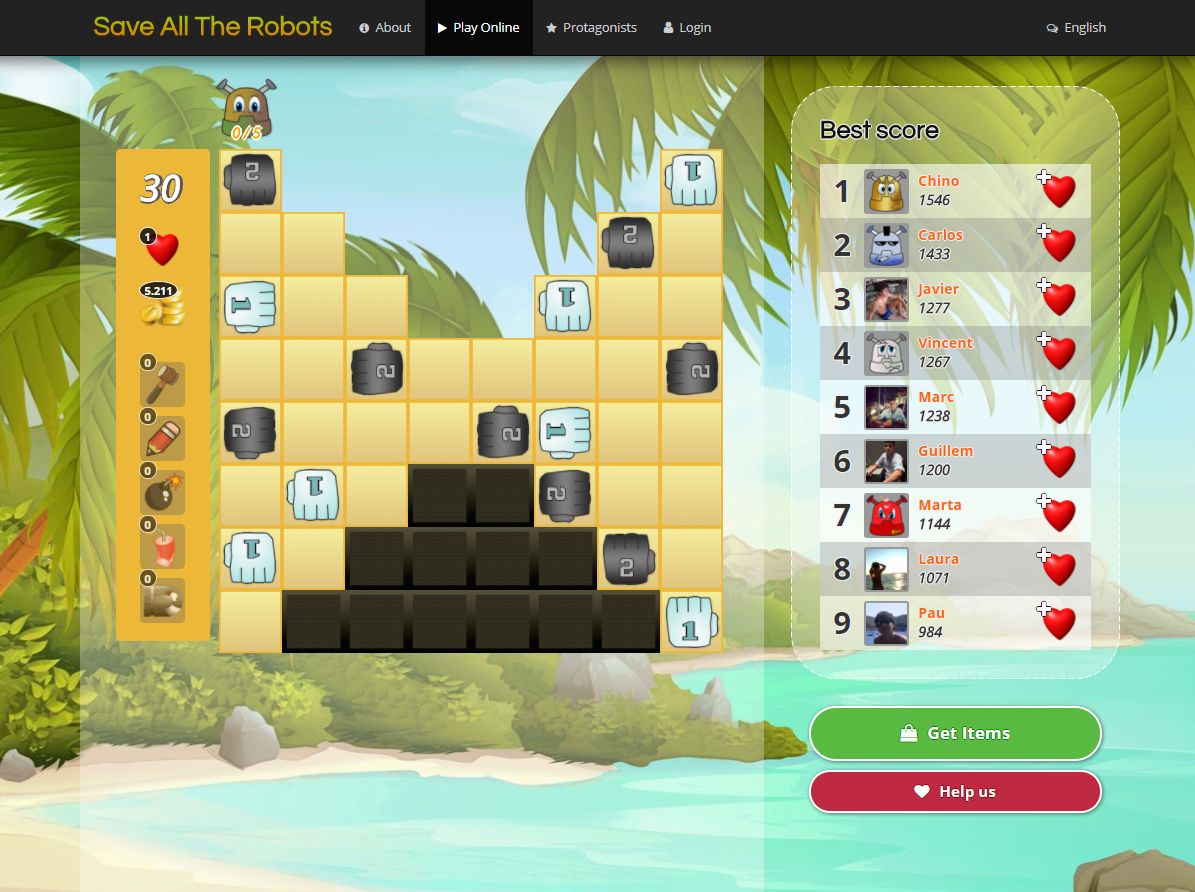 Save All The Robots About Play Online Protagonists Login English
0/5
30
1
5.211
0
0
0
0
0
2 1
2
1 1
2 2
2 2 1
1 2
1 2
1
Best score
1 Chino
1546
2 Carlos
1433
3 Javier
1277
4 Vincent
1267
5 Marc
1238
6 Guillem
1200
7 Marta
1144
8 Laura
1071
9 Pau
984
Get Items
Help us